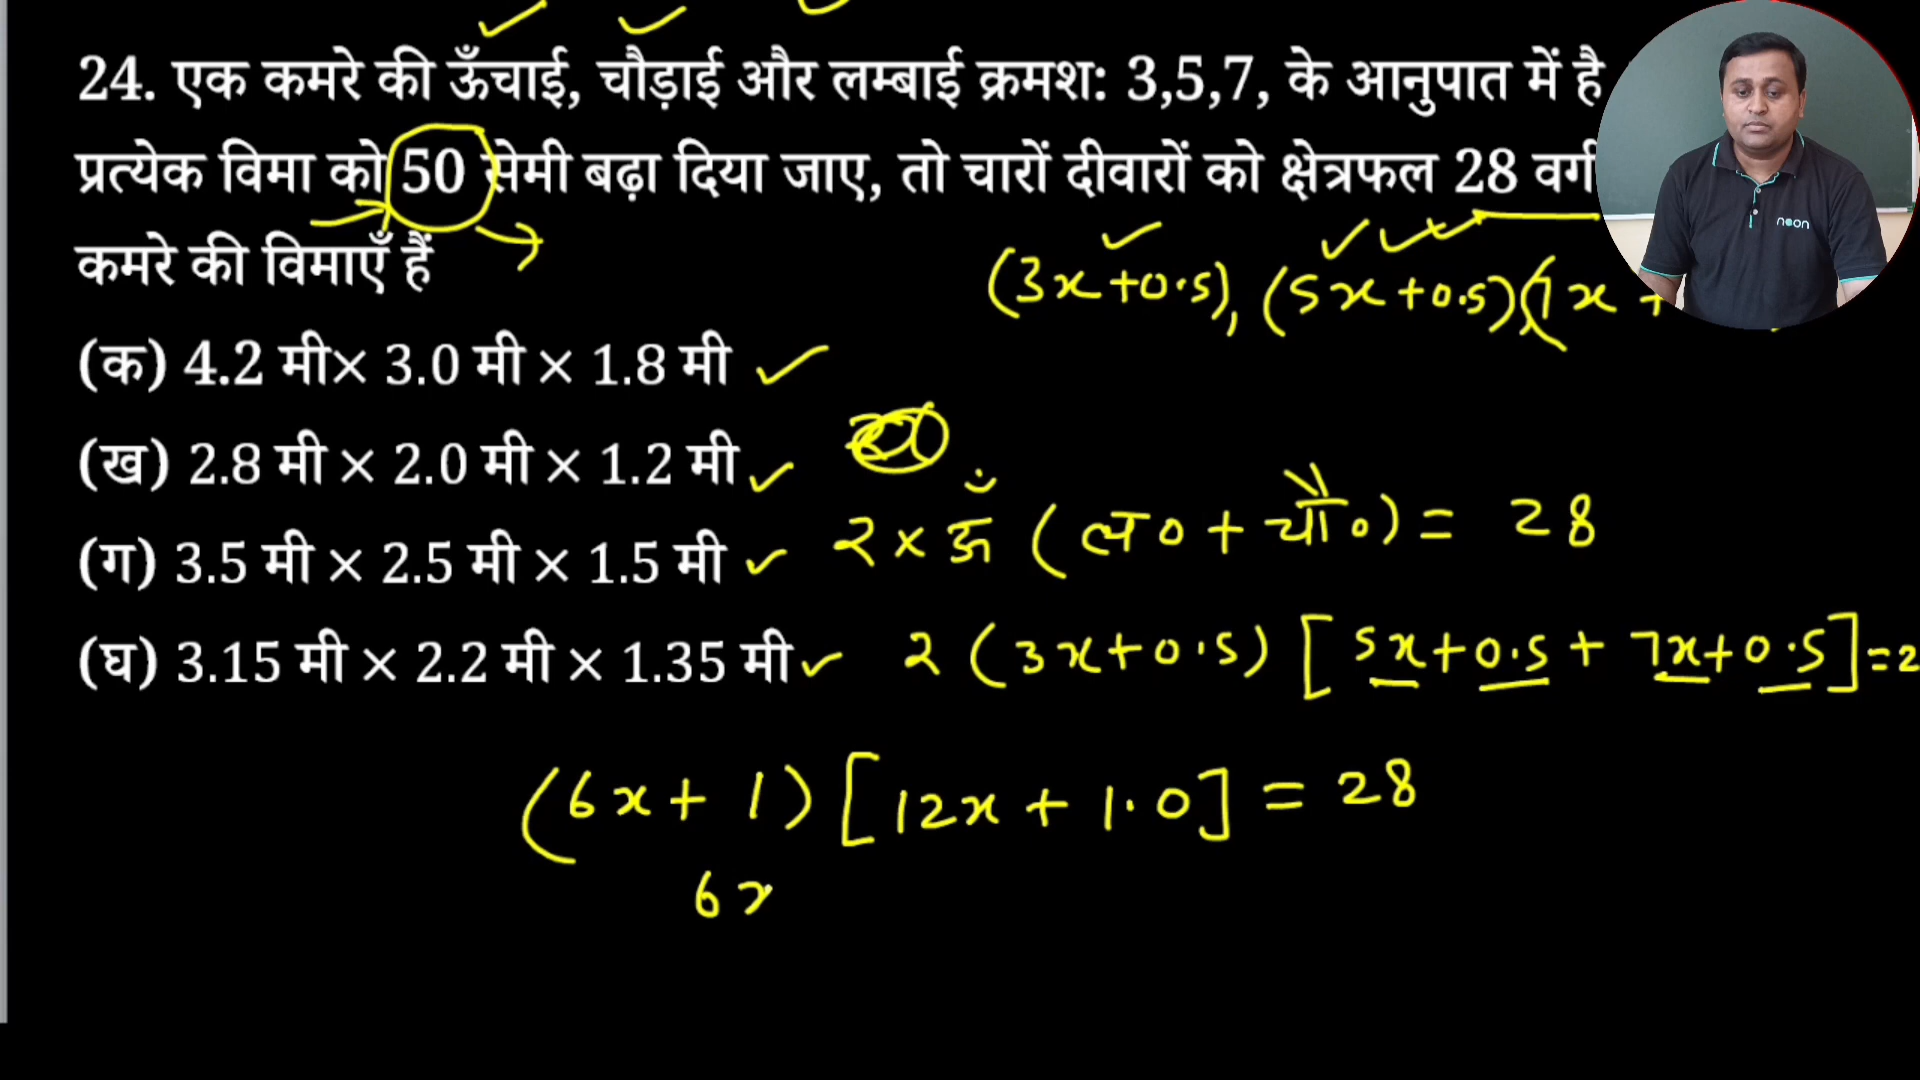 24. एक कमरे की ऊँचाई, चौड़ाई और लम्बाई क्रमश: 3,5,7, के आनुपात में है
प्रत्येक विमा को 50 सेमी बढ़ा दिया जाए, तो चारों दीवारों को क्षेत्रफल 28 वर्ग
कमरे की विमाएँ हैं
noon
(3x+0.5), (5x+0.5)(7x +
(क) 4.2 मी× 3.0 मी × 1.8 मी
(ख) 2.8 मी × 2.0 मी × 1.2 मी
2 × ऊँ (ल० + चौ०) = 28
(ग) 3.5 मी × 2.5 मी × 1.5 मी
(घ) 3.15 मी × 2.2 मी × 1.35 मी
2 (3x+0.5) [5x+0.5 + 7x+0.5]=2
(6x + 1) [12x + 1.0] = 28
6x